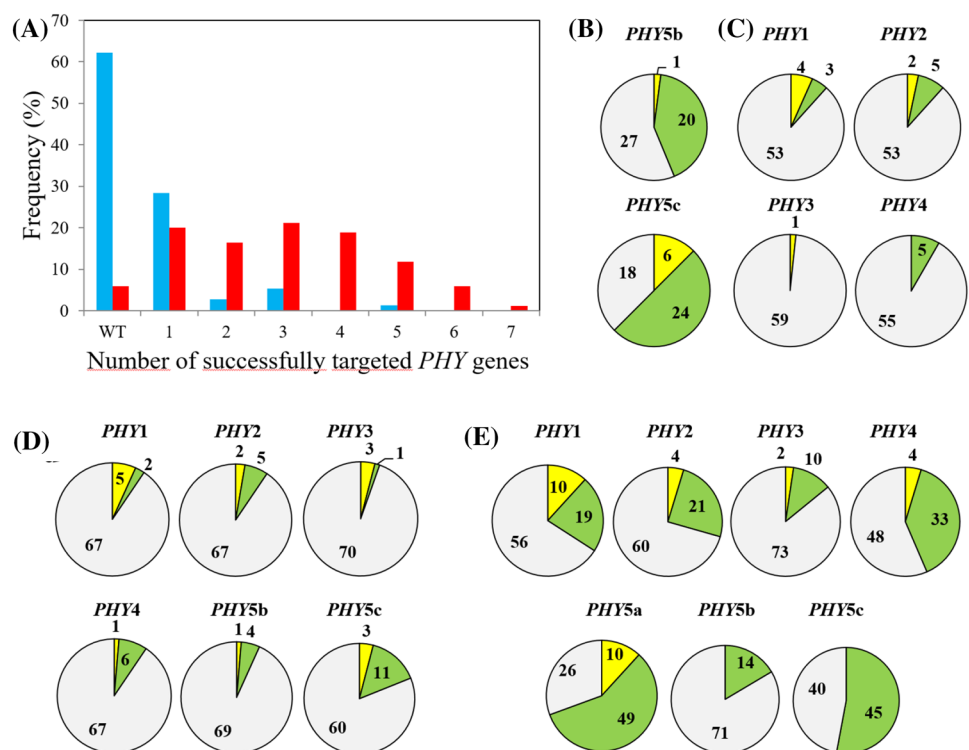 (A)
70
60
50
40
30
20
10
0
Frequency (%)
WT 1 2 3 4 5 6 7
Number of successfully targeted PHY genes
(B)
PHY5b
1
20
27
PHY5c
6
18
24
(C)
PHY1
4 3
53
PHY2
2 5
53
PHY3
1
59
PHY4
5
55
(D)
PHY1
5 2
67
PHY2
2 5
67
PHY3
3 1
70
PHY4
1
6
67
PHY5b
1 4
69
PHY5c
3
11
60
(E)
PHY1
10
19
56
PHY2
4
21
60
PHY3
2 10
73
PHY4
4
33
48
PHY5a
10
26
49
PHY5b
14
71
PHY5c
40
45